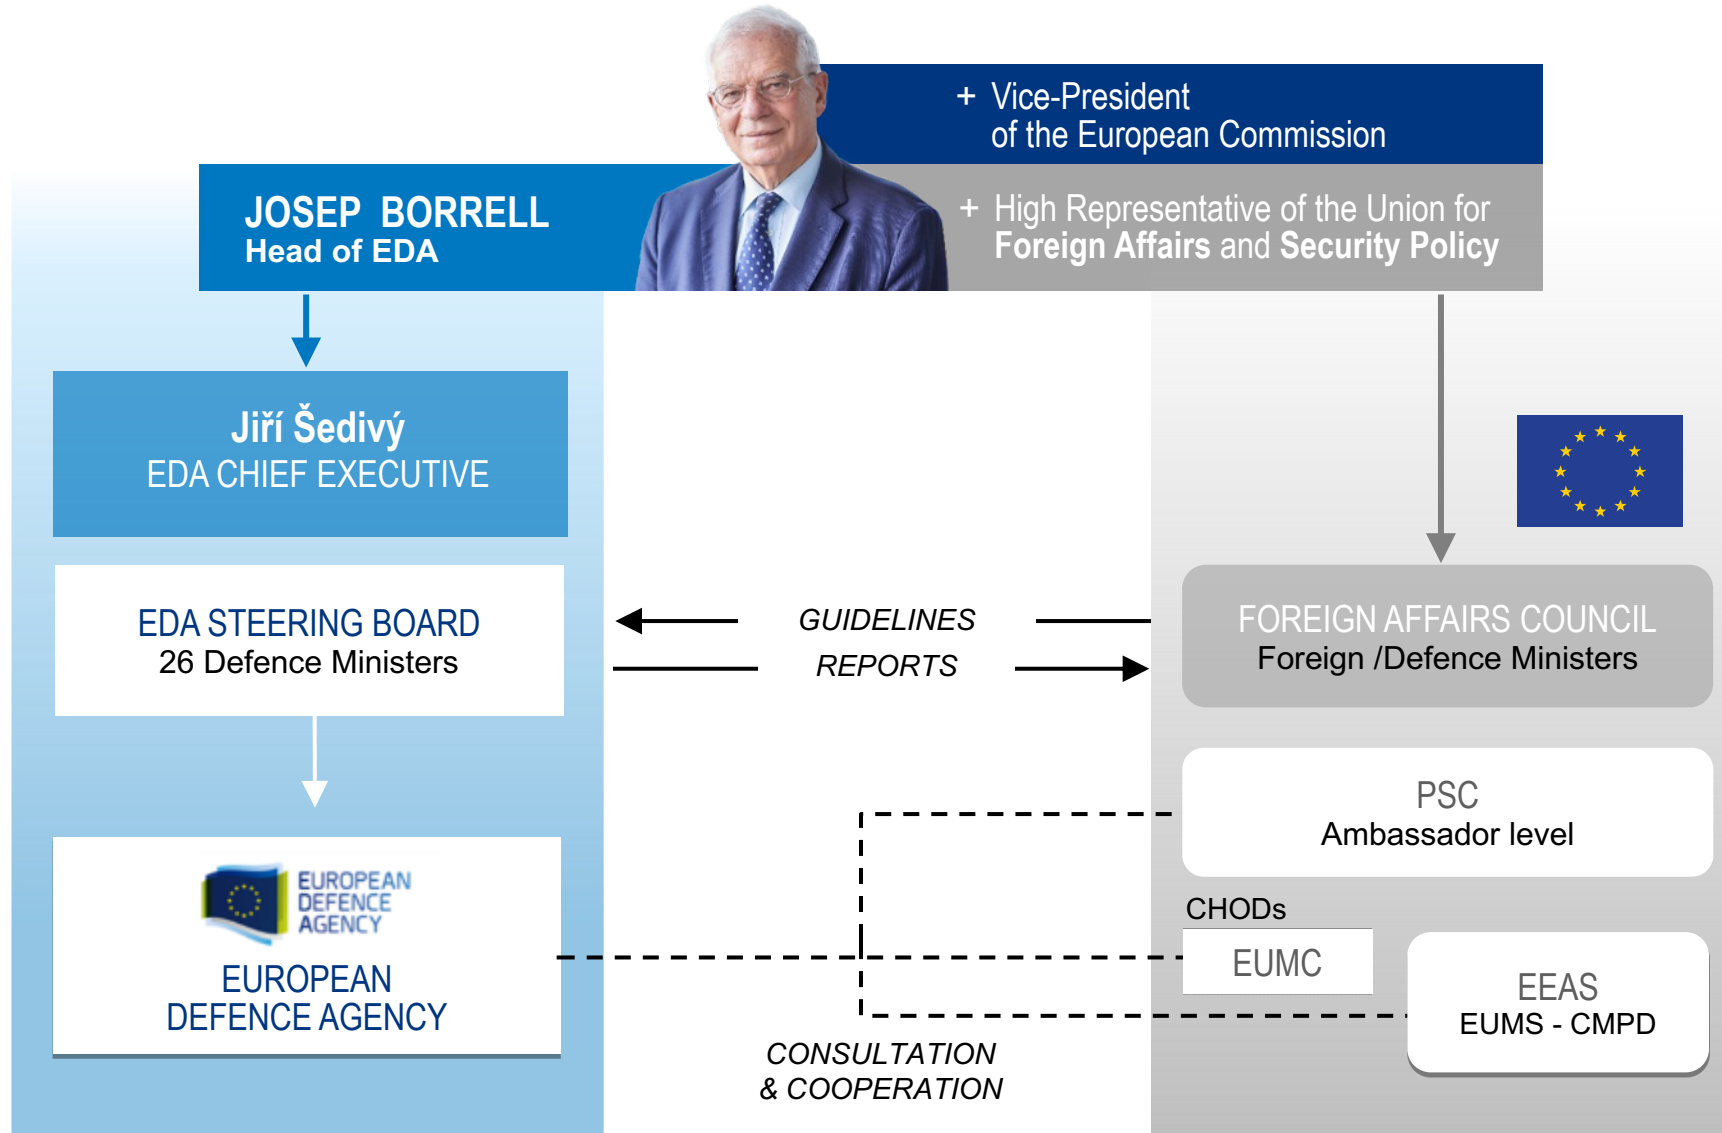 + Vice-President
of the European Commission
JOSEP BORRELL
Head of EDA
+ High Representative of the Union for
Foreign Affairs and Security Policy
Jiří Šedivý
EDA CHIEF EXECUTIVE
EDA STEERING BOARD
26 Defence Ministers
GUIDELINES
REPORTS
FOREIGN AFFAIRS COUNCIL
Foreign /Defence Ministers
PSC
Ambassador level
CHODs
EUMC
EEAS
EUMS - CMPD
EUROPEAN
DEFENCE
AGENCY
EUROPEAN
DEFENCE AGENCY
CONSULTATION
& COOPERATION